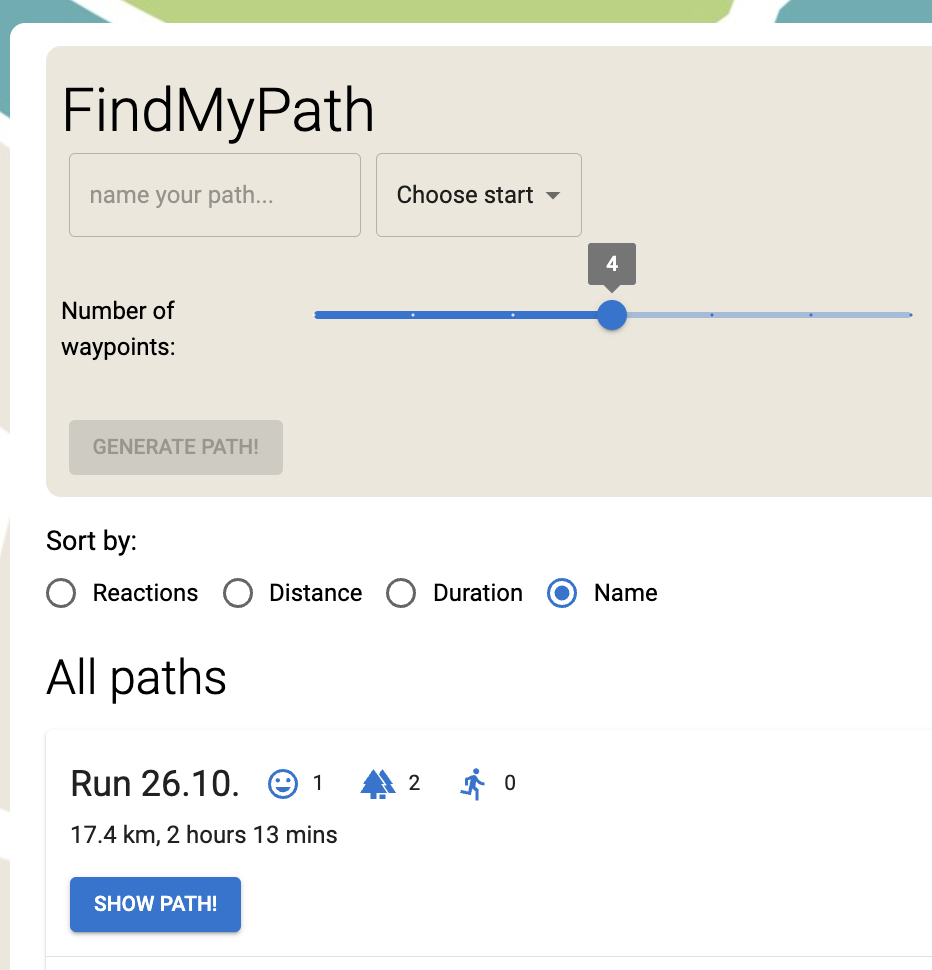 FindMyPath
name your path...
Choose start
4
Number of
waypoints:
GENERATE PATH!
Sort by:
Reactions Distance Duration Name
All paths
Run 26.10. 1 2 0
17.4 km, 2 hours 13 mins
SHOW PATH!